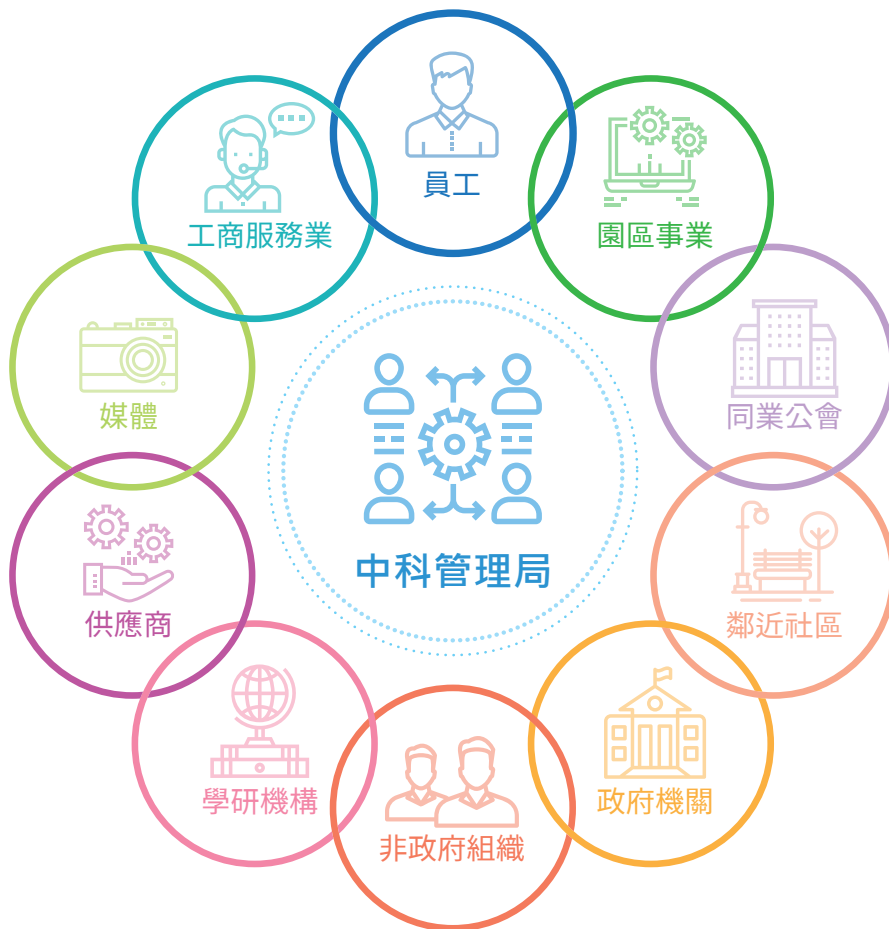 員工
工商服務業
園區事業
媒體
同業公會
中科管理局
供應商
鄰近社區
學研機構
政府機關
非政府組織